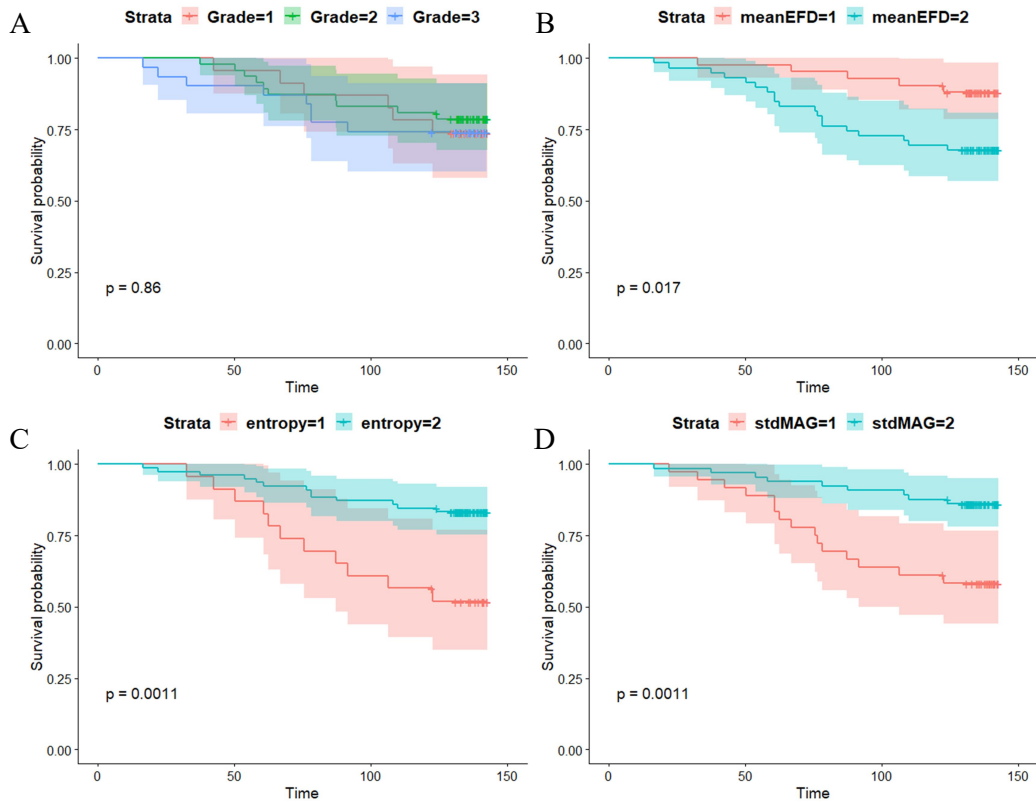 A
Strata Grade=1 Grade=2 Grade=3
Survival probability
1.00
0.75
0.50
0.25
0.00
p = 0.86
0 50 100 150
Time
B
Strata meanEFD=1 meanEFD=2
Survival probability
1.00
0.75
0.50
0.25
0.00
p = 0.017
0 50 100 150
Time
C
Strata entropy=1 entropy=2
Survival probability
1.00
0.75
0.50
0.25
0.00
p = 0.0011
0 50 100 150
Time
D
Strata stdMAG=1 stdMAG=2
Survival probability
1.00
0.75
0.50
0.25
0.00
p = 0.0011
0 50 100 150
Time